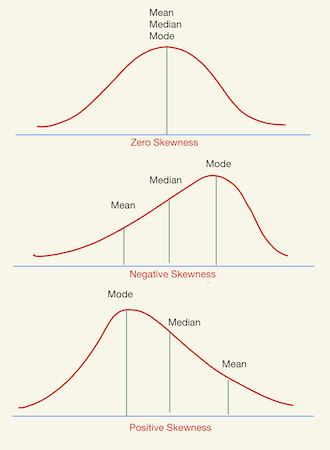 Mean
Median
Mode
Zero Skewness
Mode
Median
Mean
Negative Skewness
Mode
Median
Mean
Positive Skewness